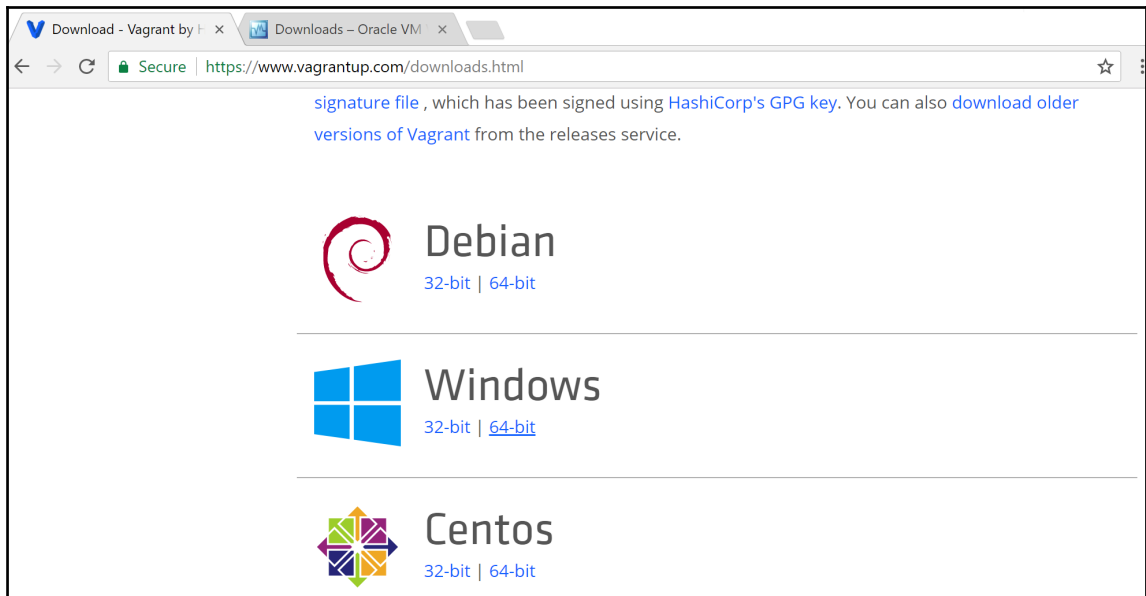 Download - Vagrant by H
Downloads – Oracle VM
Secure https://www.vagrantup.com/downloads.html
signature file , which has been signed using HashiCorp's GPG key. You can also download older
versions of Vagrant from the releases service.
Debian
32-bit | 64-bit
Windows
32-bit | 64-bit
Centos
32-bit | 64-bit